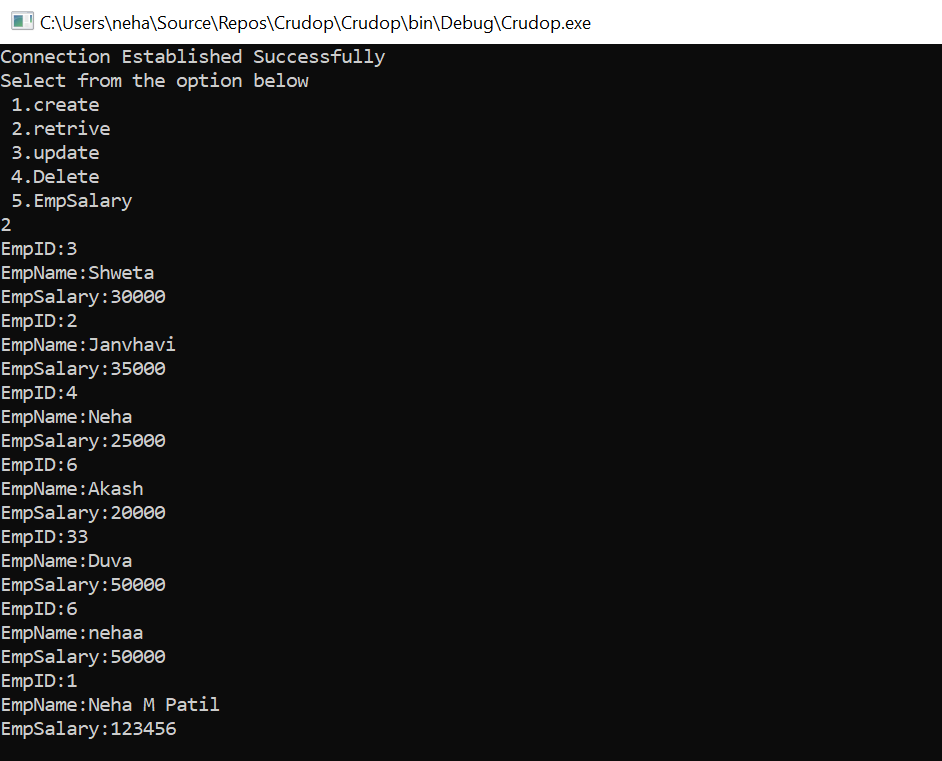 C:\Users\neha\Source\Repos\Crudop\Crudop\bin\Debug\Crudop.exe
Connection Established Successfully
Select from the option below
 1.create
 2.retrive
 3.update
 4.Delete
 5.EmpSalary
2
EmpID:3
EmpName:Shweta
EmpSalary:30000
EmpID:2
EmpName:Janvhavi
EmpSalary:35000
EmpID:4
EmpName:Neha
EmpSalary:25000
EmpID:6
EmpName:Akash
EmpSalary:20000
EmpID:33
EmpName:Duva
EmpSalary:50000
EmpID:6
EmpName:nehaa
EmpSalary:50000
EmpID:1
EmpName:Neha M Patil
EmpSalary:123456